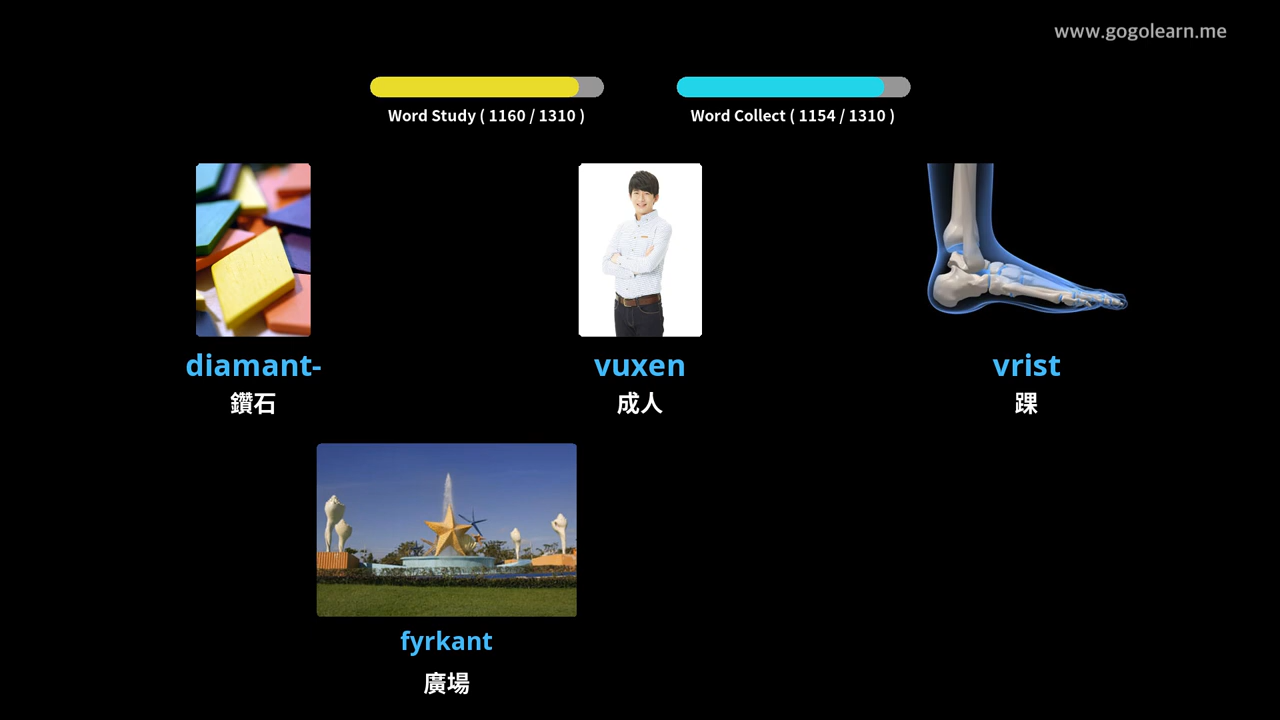 www.gogolearn.me
Word Study ( 1160 / 1310 )
Word Collect ( 1154 / 1310 )
diamant-
鑽石
vuxen
成人
vrist
踝
fyrkant
廣場